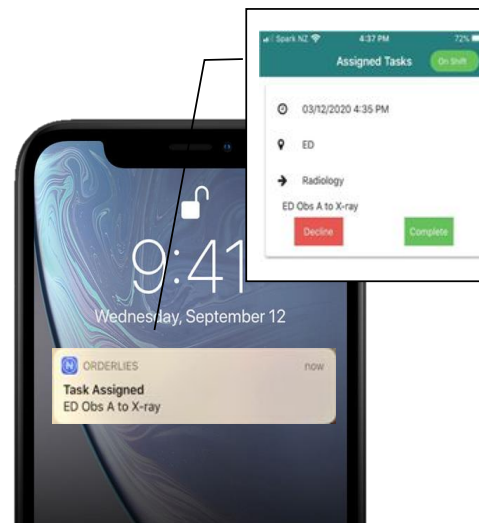 Spark NZ 4:37 PM 72%
Assigned Tasks On Shift
03/12/2020 4:35 PM
ED
Radiology
ED Obs A to X-ray
Decline Complete
9:41
Wednesday, September 12
ORDERLIES now
Task Assigned
ED Obs A to X-ray